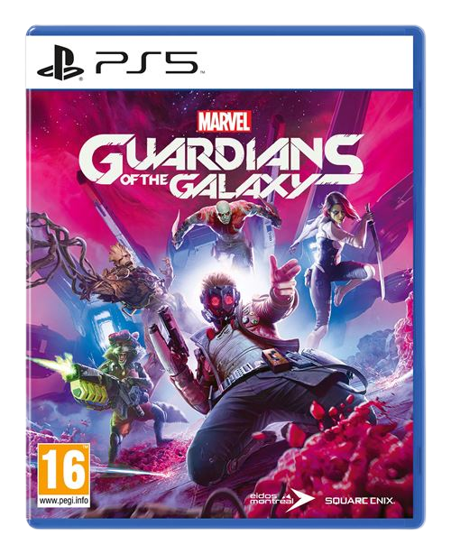 PS5
MARVEL
GUARDIANS
OF THE
GALAXY
16
www.pegi.info
eidos
montréal
SQUARE ENIX.